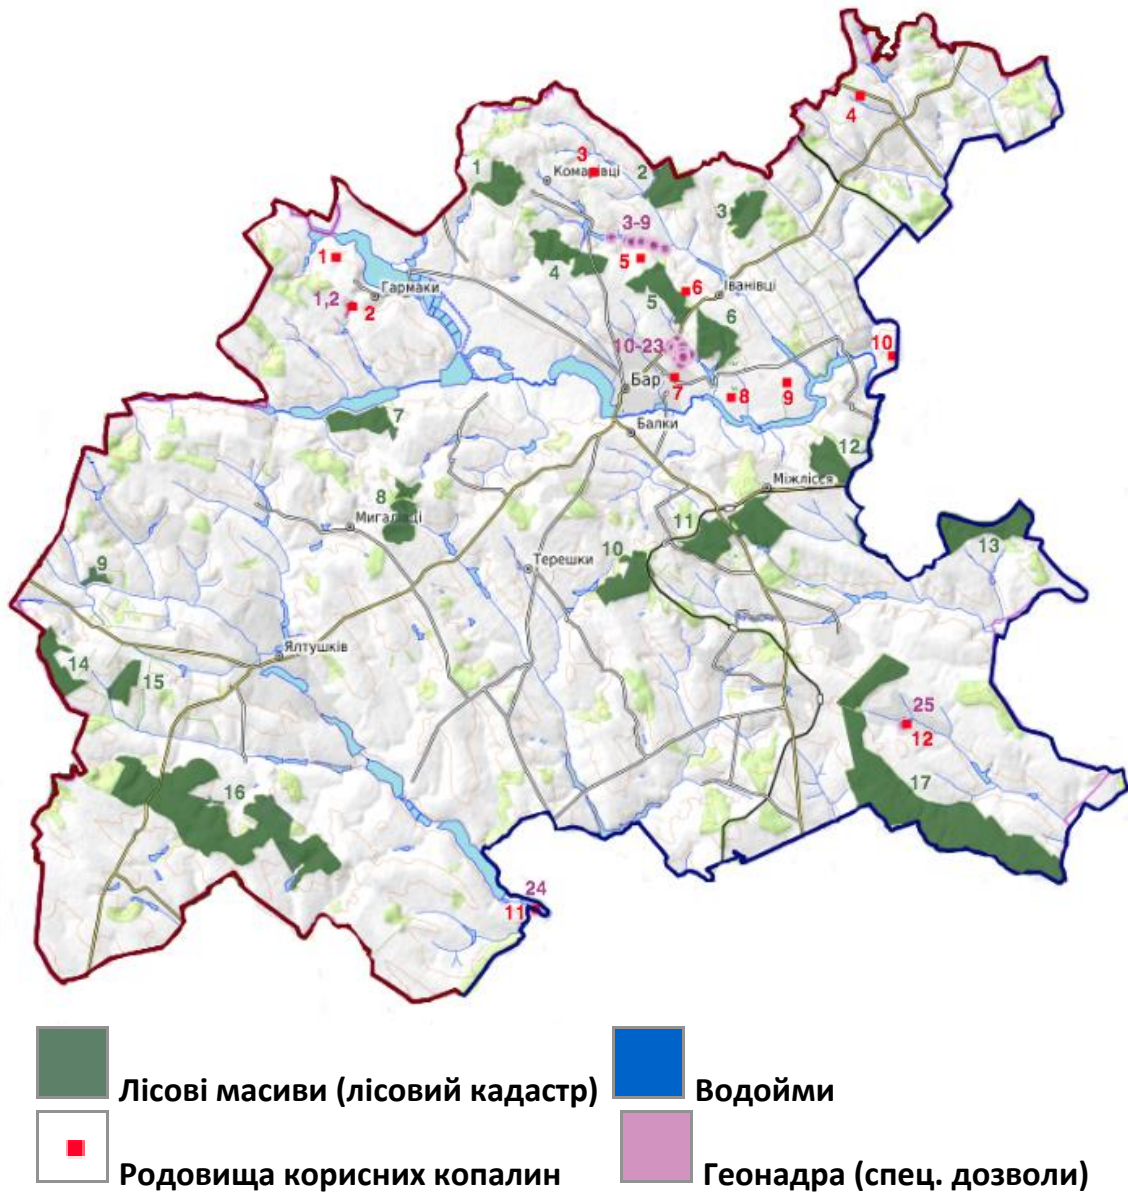 4
3
Команівці
1
2
3
3-9
1
5
4
6
Іванівці
5
Гармаки
1,2
2
6
10-23
10
Бар
7
8
9
7
Балки
12
Міжлісся
8
Мигалівці
11
13
10
Терешки
9
Ялтушків
14
15
25
12
17
16
24
11
Лісові масиви (лісовий кадастр)
Водойми
Родовища корисних копалин
Геонадра (спец. дозволи)